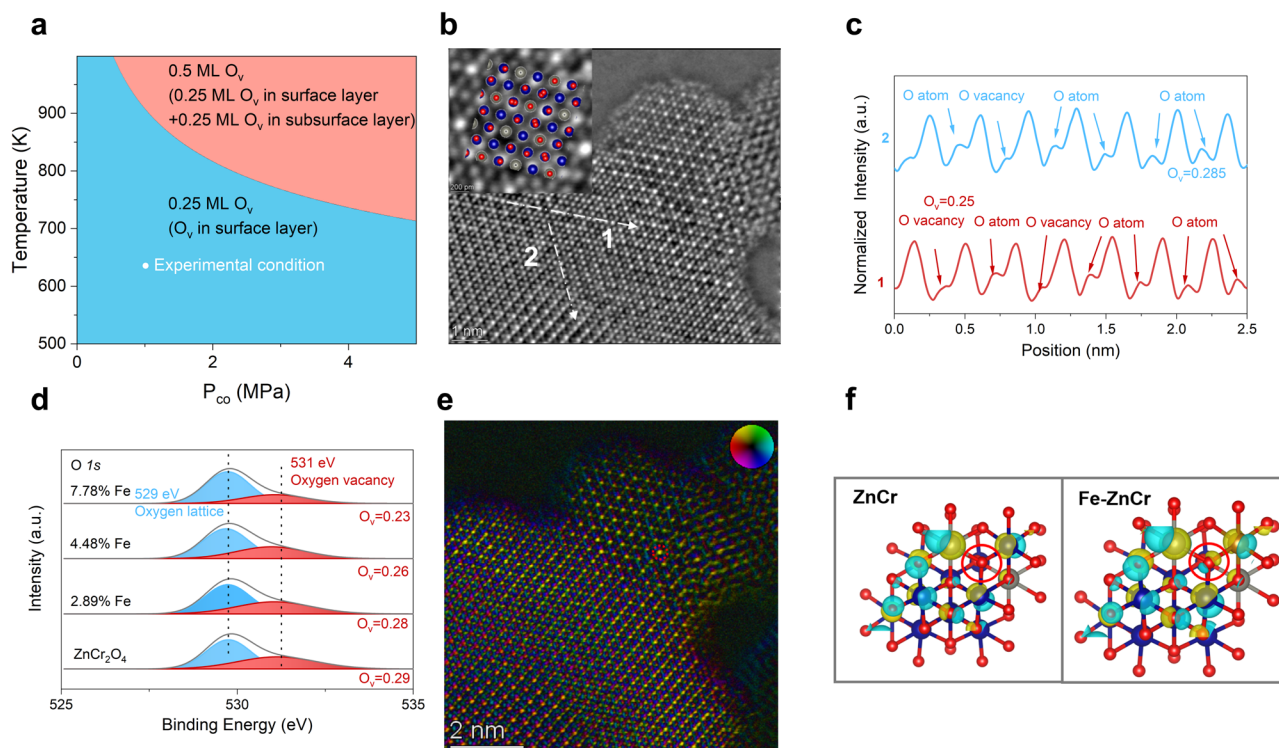 a
0.5 ML Oᵥ
(0.25 ML Oᵥ in surface layer
+0.25 ML Oᵥ in subsurface layer)
0.25 ML Oᵥ
(Oᵥ in surface layer)
Experimental condition
900
800
700
600
500
Temperature (K)
0
2
4
P_co (MPa)
b
200 pm
1
2
1 nm
c
O atom
O vacancy
O atom
O atom
2
Oᵥ=0.285
Oᵥ=0.25
O vacancy
O atom
O vacancy
O atom
O atom
1
0.0
0.5
1.0
1.5
2.0
2.5
Position (nm)
Normalized Intensity (a.u.)
d
O 1s
7.78% Fe
529 eV
Oxygen lattice
531 eV
Oxygen vacancy
Oᵥ=0.23
4.48% Fe
Oᵥ=0.26
2.89% Fe
Oᵥ=0.28
ZnCr₂O₄
Oᵥ=0.29
525
530
535
Binding Energy (eV)
Intensity (a.u.)
e
2 nm
f
ZnCr
Fe-ZnCr